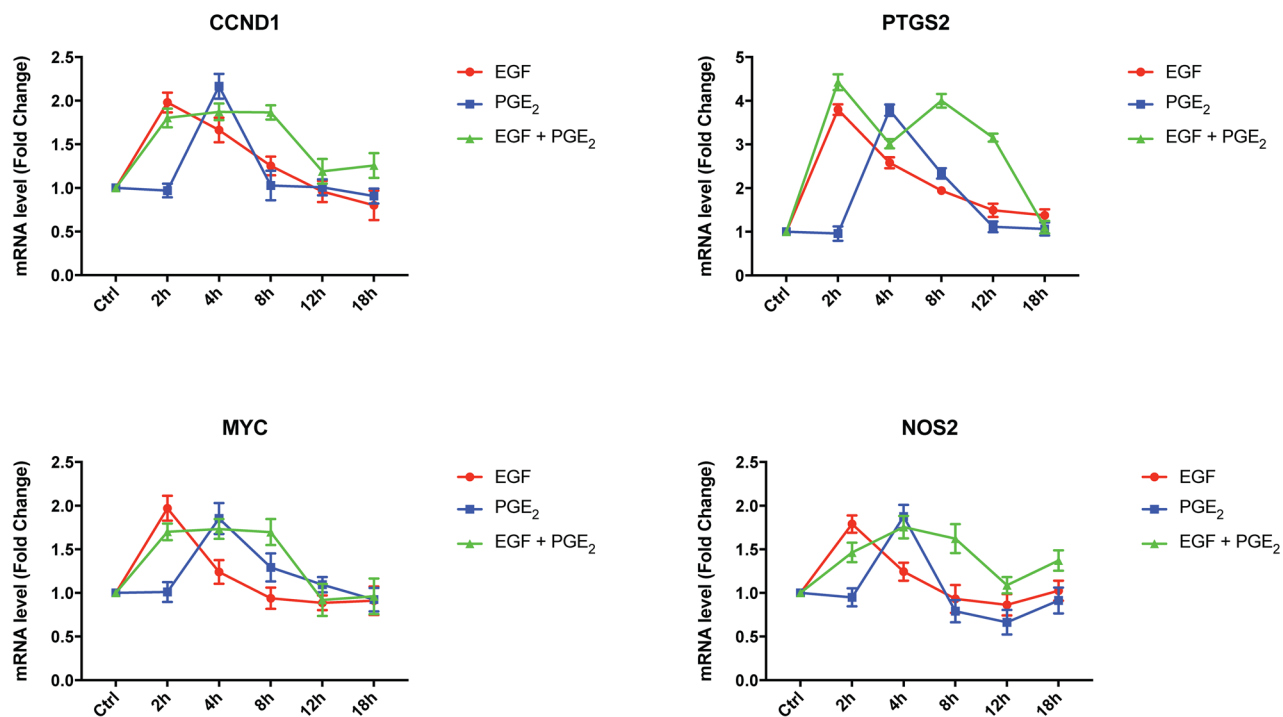 CCND1
mRNA level (Fold Change)
2.5
2.0
1.5
1.0
0.5
0.0
Ctrl
2h
4h
8h
12h
18h
EGF
PGE2
EGF + PGE2
PTGS2
mRNA level (Fold Change)
5
4
3
2
1
0
Ctrl
2h
4h
8h
12h
18h
EGF
PGE2
EGF + PGE2
MYC
mRNA level (Fold Change)
2.5
2.0
1.5
1.0
0.5
0.0
Ctrl
2h
4h
8h
12h
18h
EGF
PGE2
EGF + PGE2
NOS2
mRNA level (Fold Change)
2.5
2.0
1.5
1.0
0.5
0.0
Ctrl
2h
4h
8h
12h
18h
EGF
PGE2
EGF + PGE2